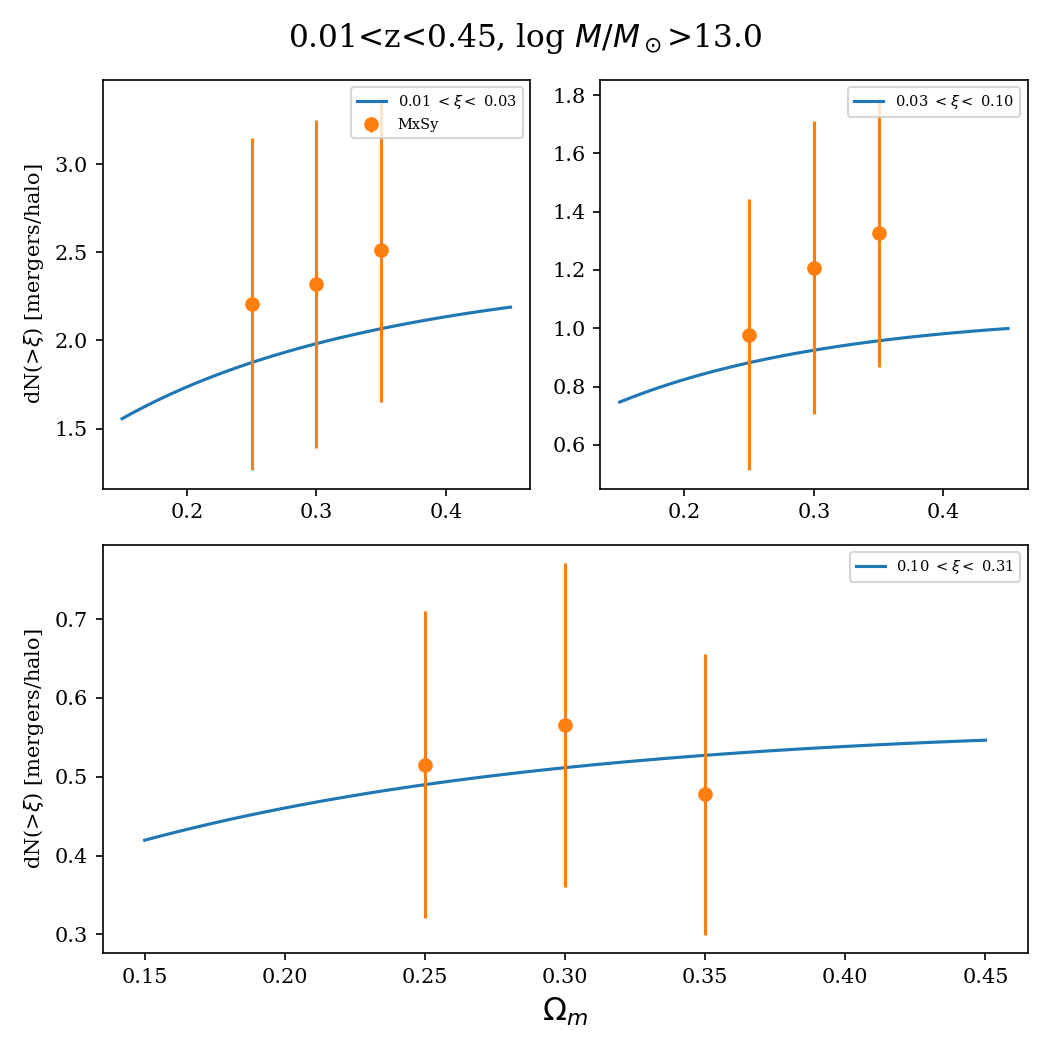 0.01<z<0.45, log M/M⊙>13.0
dN(>ξ) [mergers/halo]
3.0
2.5
2.0
1.5
0.01 <ξ< 0.03
MxSy
0.2 0.3 0.4
1.8
1.6
1.4
1.2
1.0
0.8
0.6
0.03 <ξ< 0.10
0.2 0.3 0.4
dN(>ξ) [mergers/halo]
0.7
0.6
0.5
0.4
0.3
0.10 <ξ< 0.31
0.15 0.20 0.25 0.30 0.35 0.40 0.45
Ωm